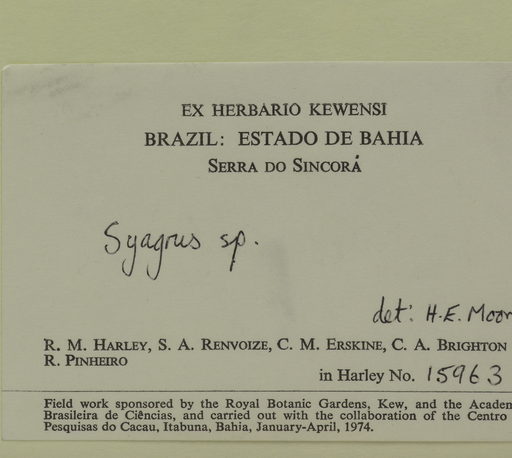 EX HERBARIO KEWENSI
BRAZIL: ESTADO DE BAHIA
SERRA DO SINCORÁ
Syagrus sp.
det: H.E. Moor
R. M. HARLEY, S. A. RENVOIZE, C. M. ERSKINE, C. A. BRIGHTON
R. PINHEIRO
in Harley No. 15963
Field work sponsored by the Royal Botanic Gardens, Kew, and the Academ
Brasileira de Ciências, and carried out with the collaboration of the Centro
Pesquisas do Cacau, Itabuna, Bahia, January-April, 1974.